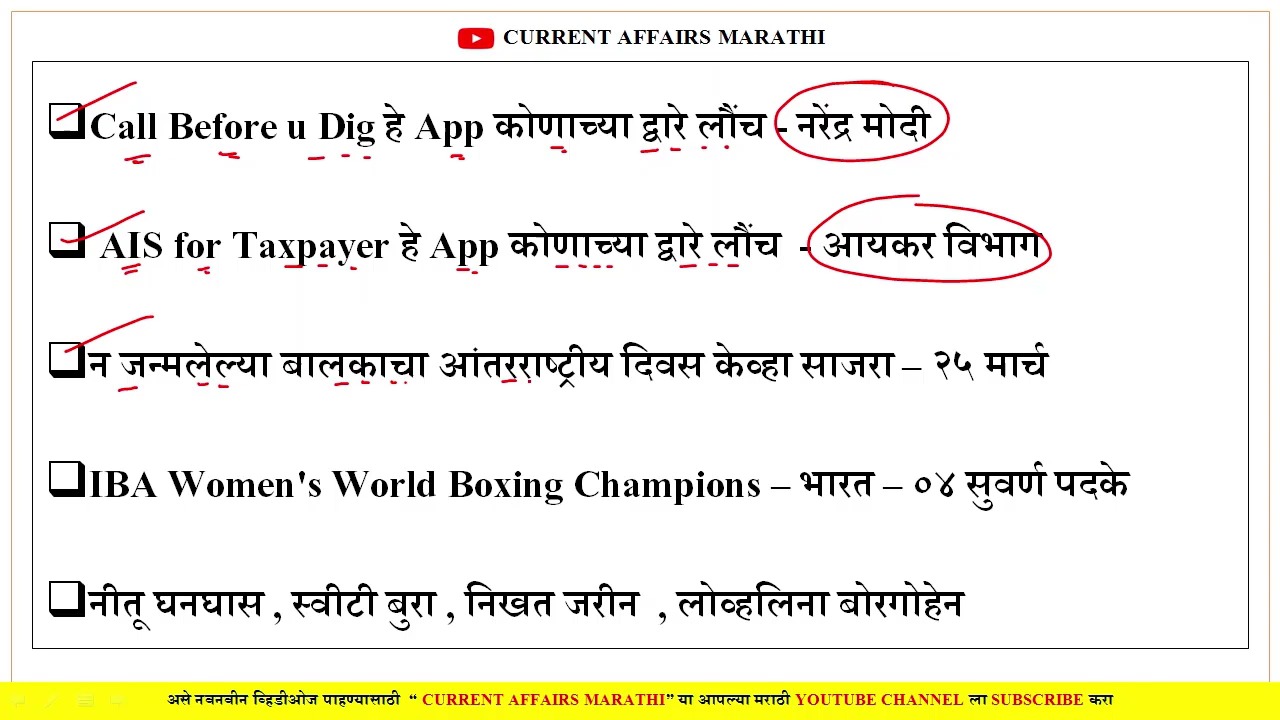 CURRENT AFFAIRS MARATHI
Call Before u Dig हे App कोणाच्या द्वारे लौंच - नरेंद्र मोदी
AIS for Taxpayer हे App कोणाच्या द्वारे लौंच - आयकर विभाग
न जन्मलेल्या बालकाचा आंतरराष्ट्रीय दिवस केव्हा साजरा – २५ मार्च
IBA Women's World Boxing Champions – भारत – ०४ सुवर्ण पदके
नीतू घनघास , स्वीटी बुरा , निखत जरीन , लोव्हलिना बोरगोहेन
असे नवनवीन व्हिडीओज पाहण्यासाठी “ CURRENT AFFAIRS MARATHI” या आपल्या मराठी YOUTUBE CHANNEL ला SUBSCRIBE करा